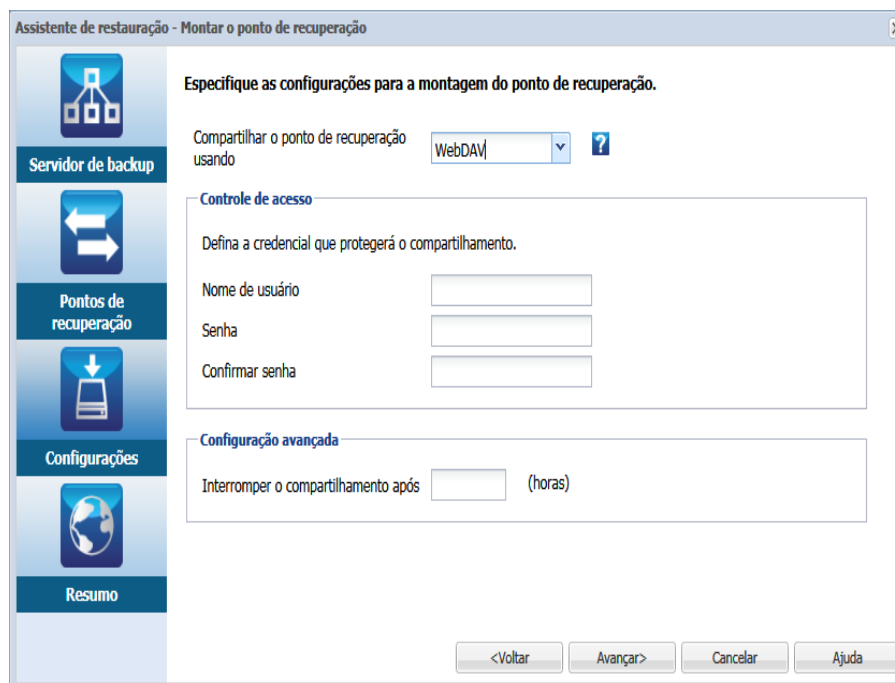 Assistente de restauração - Montar o ponto de recuperação
Servidor de backup
Pontos de
recuperação
Configurações
Resumo
Especifique as configurações para a montagem do ponto de recuperação.
Compartilhar o ponto de recuperação
usando
WebDAV
?
Controle de acesso
Defina a credencial que protegerá o compartilhamento.
Nome de usuário
Senha
Confirmar senha
Configuração avançada
Interromper o compartilhamento após (horas)
<Voltar Avançar> Cancelar Ajuda